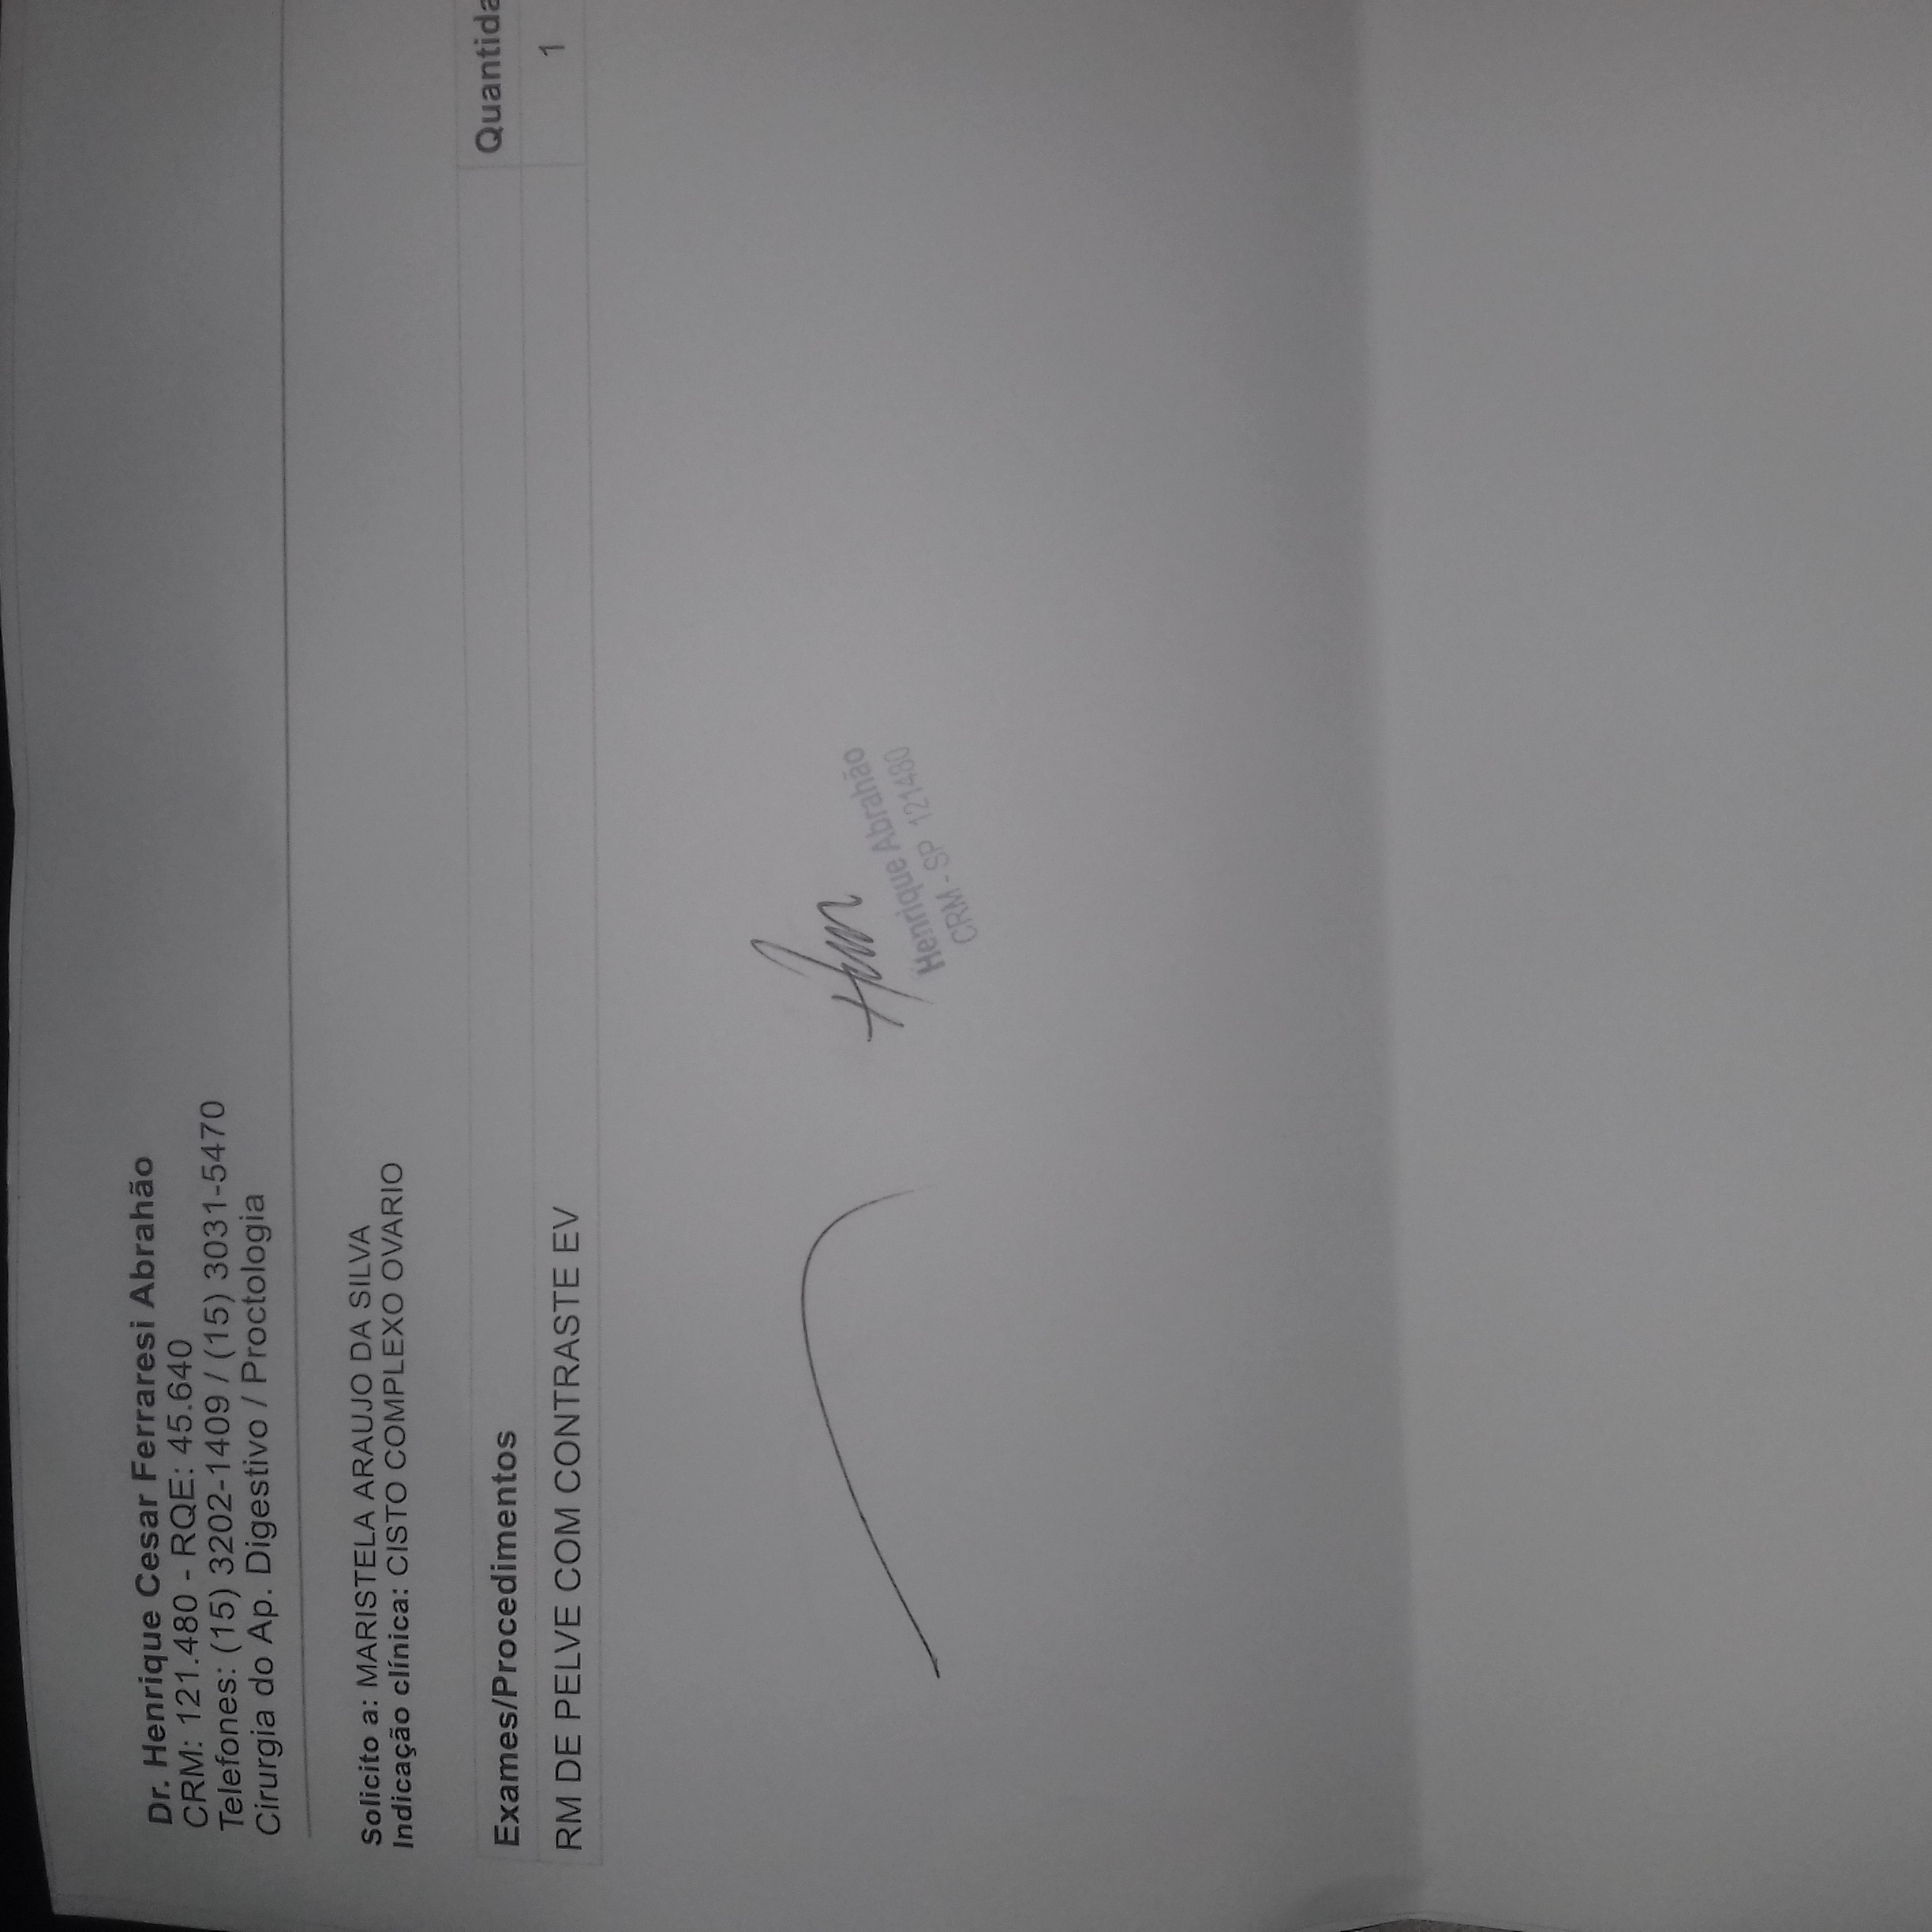 Dr. Henrique Cesar Ferraresi Abrahão
CRM: 121.480 - RQE: 45.640
Telefones: (15) 3202-1409 / (15) 3031-5470
Cirurgia do Ap. Digestivo / Proctologia
Solicito a: MARISTELA ARAUJO DA SILVA
Indicação clínica: CISTO COMPLEXO OVARIO
Exames/Procedimentos Quantida
RM DE PELVE COM CONTRASTE EV 1
Henrique Abrahão
CRM - SP 121480